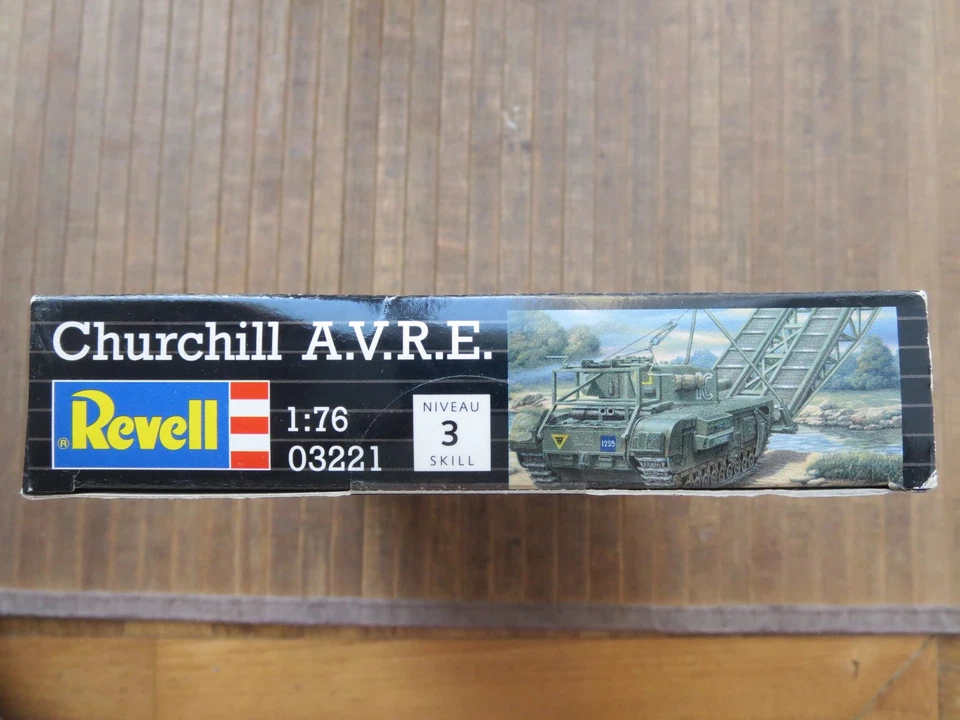 Churchill A.V.R.E.
® Revell
1:76
03221
NIVEAU
3
SKILL
1235